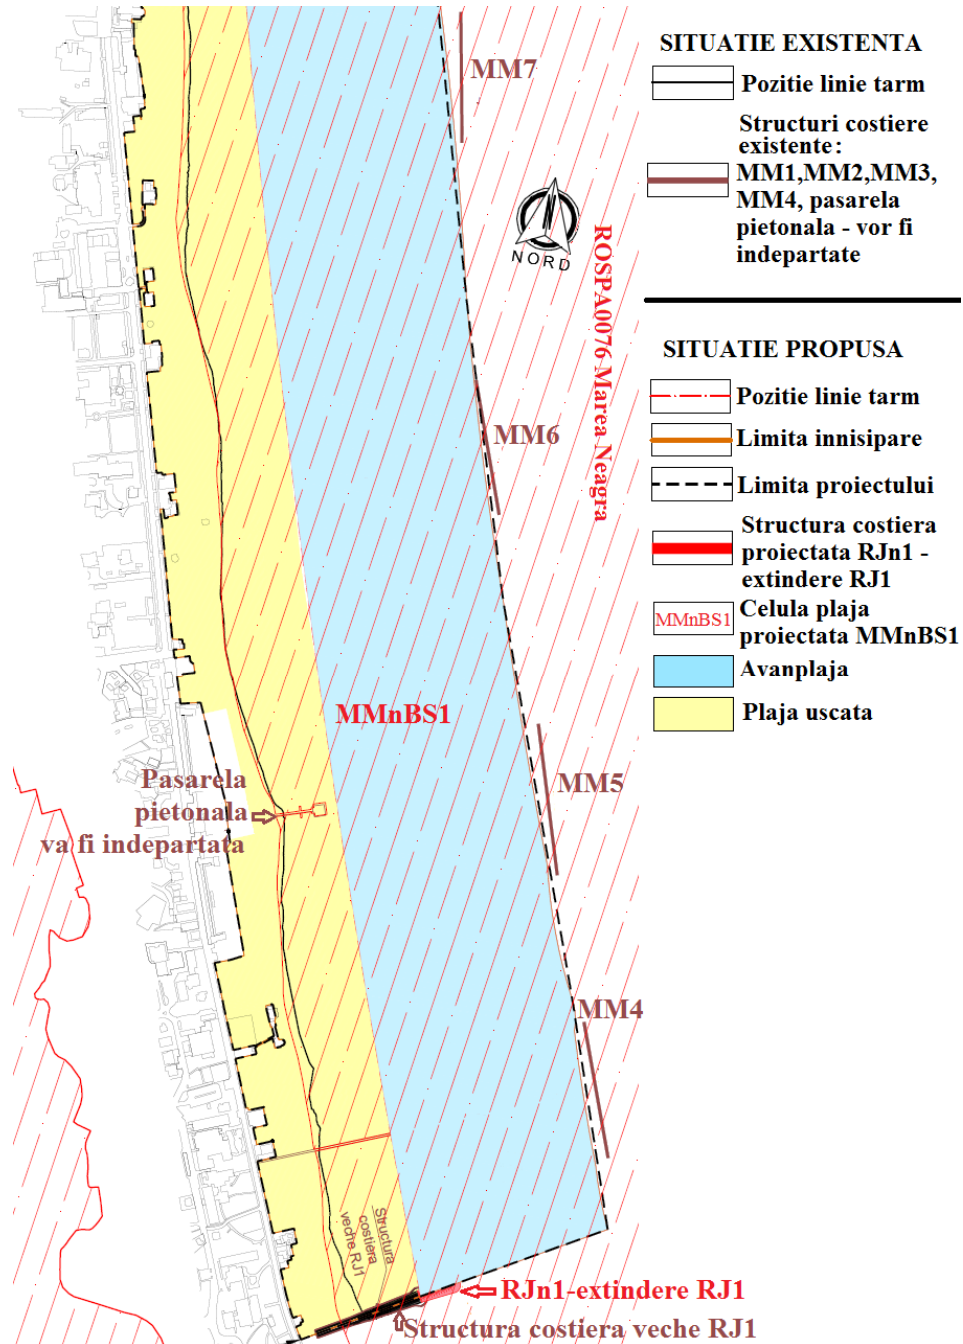 MM7
MM6
MM5
MM4
NORD
ROSPA0076 Marea Neagra
MMnBS1
Pasarela
pietonala
va fi indepartata
Structura
costiera
veche RJ1
RJn1-extindere RJ1
Structura costiera veche RJ1
SITUATIE EXISTENTA
Pozitie linie tarm
Structuri costiere
existente:
MM1,MM2,MM3,
MM4, pasarela
pietonala - vor fi
indepartate
SITUATIE PROPUSA
Pozitie linie tarm
Limita innisipare
Limita proiectului
Structura costiera
proiectata RJn1 -
extindere RJ1
MMnBS1
Celula plaja
proiectata MMnBS1
Avanplaja
Plaja uscata